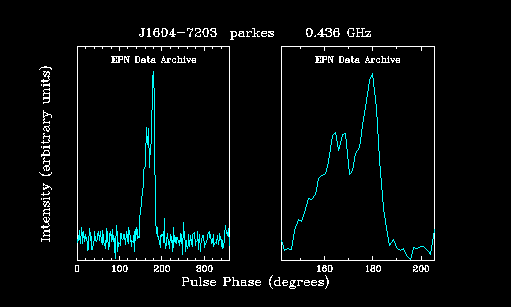 J1604-7203 parkes 0.436 GHz
EPN Data Archive
EPN Data Archive
Intensity (arbitrary units)
0 100 200 300
160 180 200
Pulse Phase (degrees)